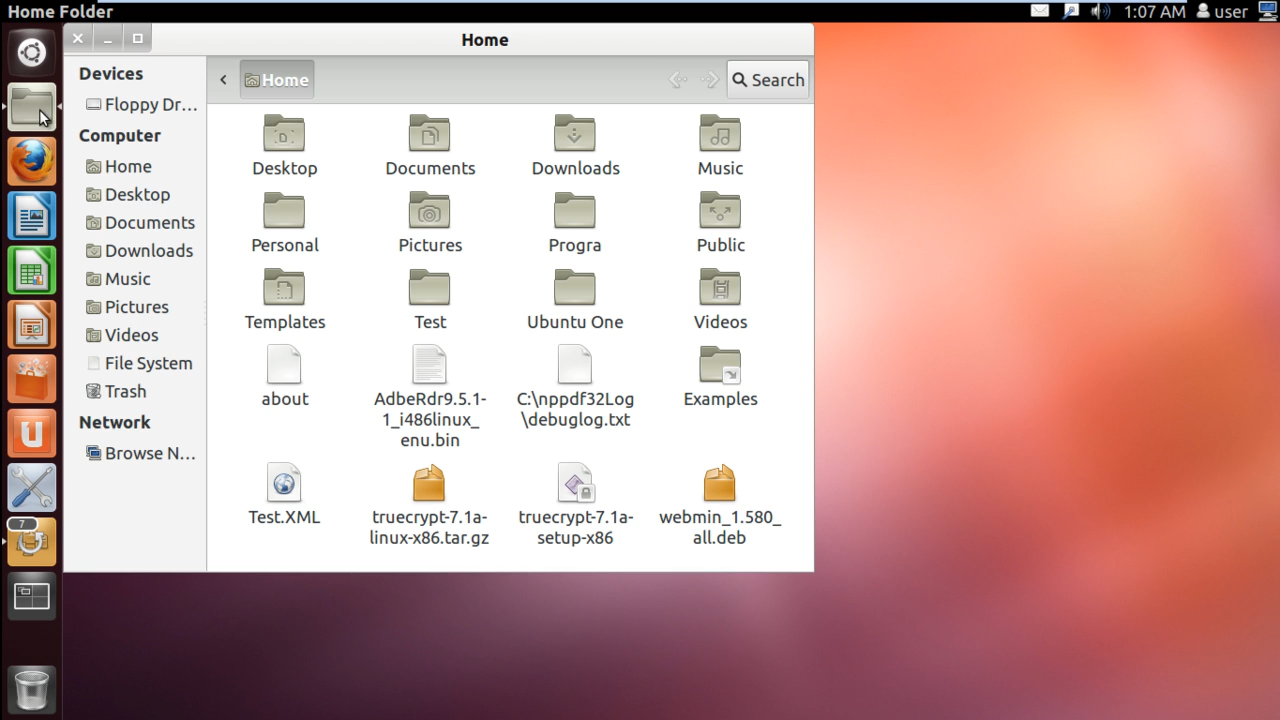 Home Folder
1:07 AM
user
Home
Devices
Floppy Dr...
Computer
Home
Desktop
Documents
Downloads
Music
Pictures
Videos
File System
Trash
Network
Browse N...
Home
Search
Desktop
Documents
Downloads
Music
Personal
Pictures
Progra
Public
Templates
Test
Ubuntu One
Videos
about
AdbeRdr9.5.1-
1_i486linux_
enu.bin
C:\nppdf32Log
\debuglog.txt
Examples
Test.XML
truecrypt-7.1a-
linux-x86.tar.gz
truecrypt-7.1a-
setup-x86
webmin_1.580_
all.deb
7